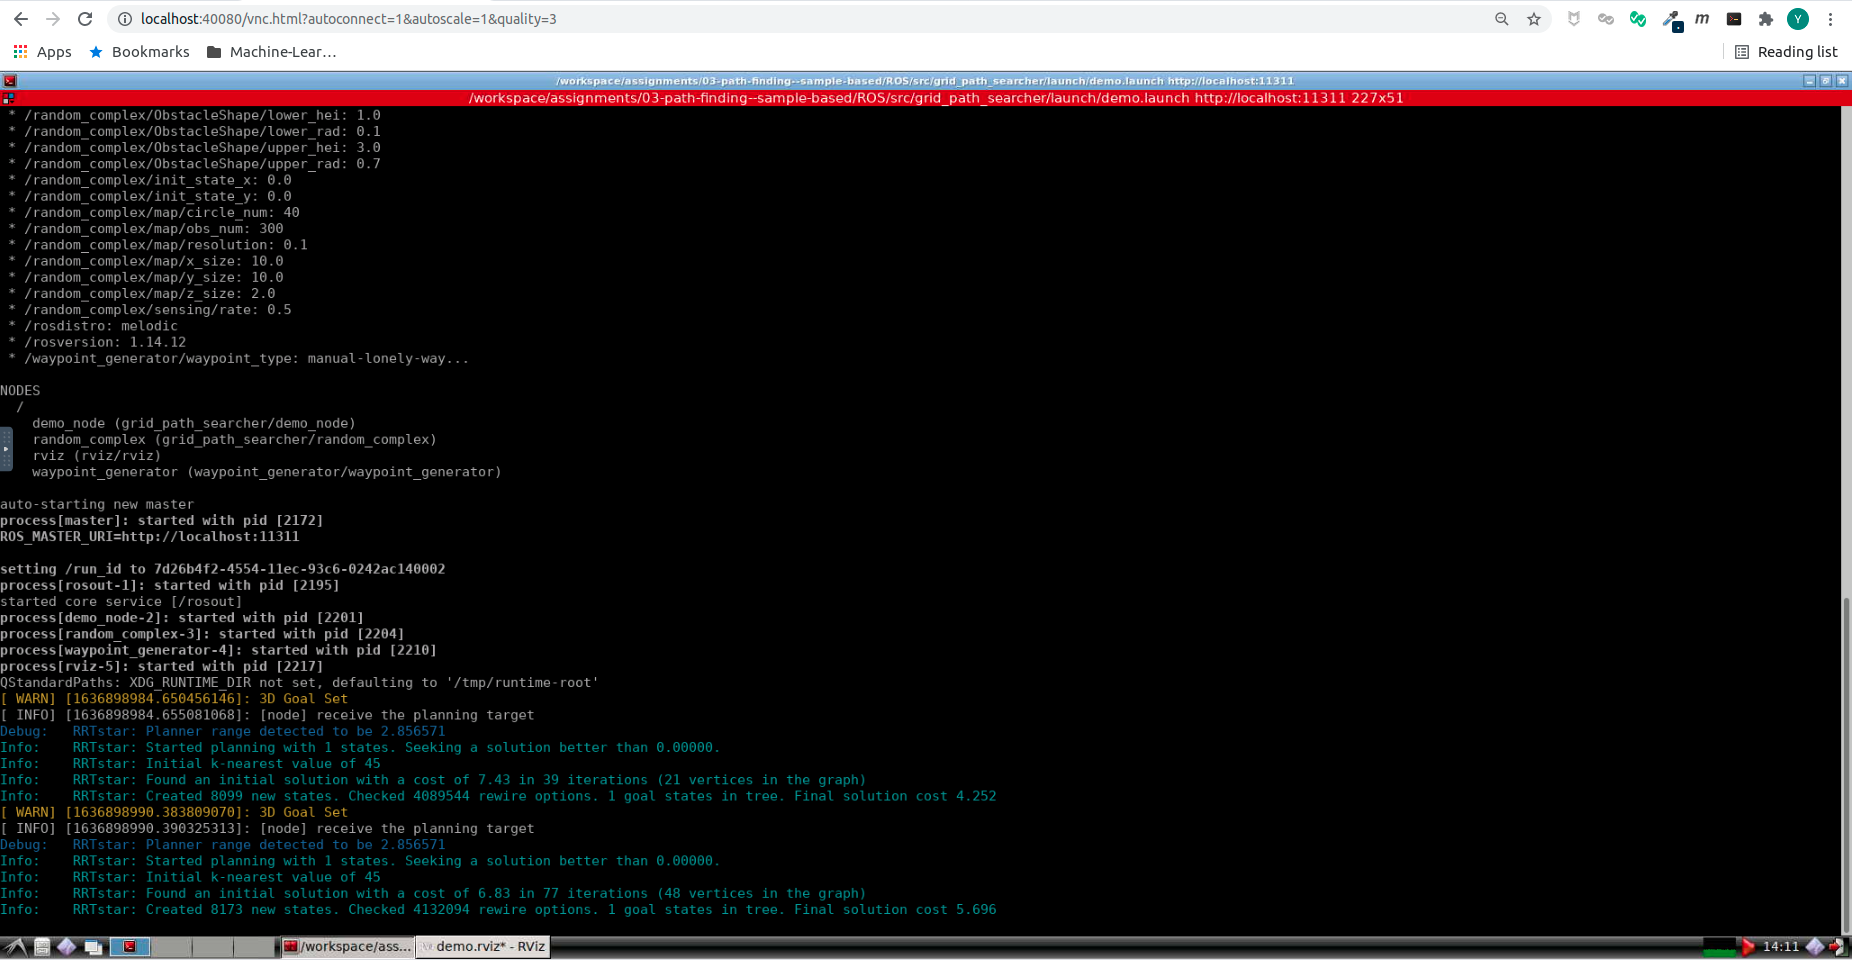 localhost:40080/vnc.html?autoconnect=1&autoscale=1&quality=3
Apps Bookmarks Machine-Lear… Reading list
/workspace/assignments/03-path-finding--sample-based/ROS/src/grid_path_searcher/launch/demo.launch http://localhost:11311
/workspace/assignments/03-path-finding--sample-based/ROS/src/grid_path_searcher/launch/demo.launch http://localhost:11311 227x51
* /random_complex/ObstacleShape/lower_hei: 1.0
* /random_complex/ObstacleShape/lower_rad: 0.1
* /random_complex/ObstacleShape/upper_hei: 3.0
* /random_complex/ObstacleShape/upper_rad: 0.7
* /random_complex/init_state_x: 0.0
* /random_complex/init_state_y: 0.0
* /random_complex/map/circle_num: 40
* /random_complex/map/obs_num: 300
* /random_complex/map/resolution: 0.1
* /random_complex/map/x_size: 10.0
* /random_complex/map/y_size: 10.0
* /random_complex/map/z_size: 2.0
* /random_complex/sensing/rate: 0.5
* /rosdistro: melodic
* /rosversion: 1.14.12
* /waypoint_generator/waypoint_type: manual-lonely-way...
NODES
/
demo_node (grid_path_searcher/demo_node)
random_complex (grid_path_searcher/random_complex)
rviz (rviz/rviz)
waypoint_generator (waypoint_generator/waypoint_generator)
auto-starting new master
process[master]: started with pid [2172]
ROS_MASTER_URI=http://localhost:11311
setting /run_id to 7d26b4f2-4554-11ec-93c6-0242ac140002
process[rosout-1]: started with pid [2195]
started core service [/rosout]
process[demo_node-2]: started with pid [2201]
process[random_complex-3]: started with pid [2204]
process[waypoint_generator-4]: started with pid [2210]
process[rviz-5]: started with pid [2217]
QStandardPaths: XDG_RUNTIME_DIR not set, defaulting to '/tmp/runtime-root'
[ WARN] [1636898984.650456146]: 3D Goal Set
[ INFO] [1636898984.655081068]: [node] receive the planning target
Debug:   RRTstar: Planner range detected to be 2.856571
Info:    RRTstar: Started planning with 1 states. Seeking a solution better than 0.00000.
Info:    RRTstar: Initial k-nearest value of 45
Info:    RRTstar: Found an initial solution with a cost of 7.43 in 39 iterations (21 vertices in the graph)
Info:    RRTstar: Created 8099 new states. Checked 4089544 rewire options. 1 goal states in tree. Final solution cost 4.252
[ WARN] [1636898990.383809070]: 3D Goal Set
[ INFO] [1636898990.390325313]: [node] receive the planning target
Debug:   RRTstar: Planner range detected to be 2.856571
Info:    RRTstar: Started planning with 1 states. Seeking a solution better than 0.00000.
Info:    RRTstar: Initial k-nearest value of 45
Info:    RRTstar: Found an initial solution with a cost of 6.83 in 77 iterations (48 vertices in the graph)
Info:    RRTstar: Created 8173 new states. Checked 4132094 rewire options. 1 goal states in tree. Final solution cost 5.696
/workspace/ass... demo.rviz* - RViz 14:11